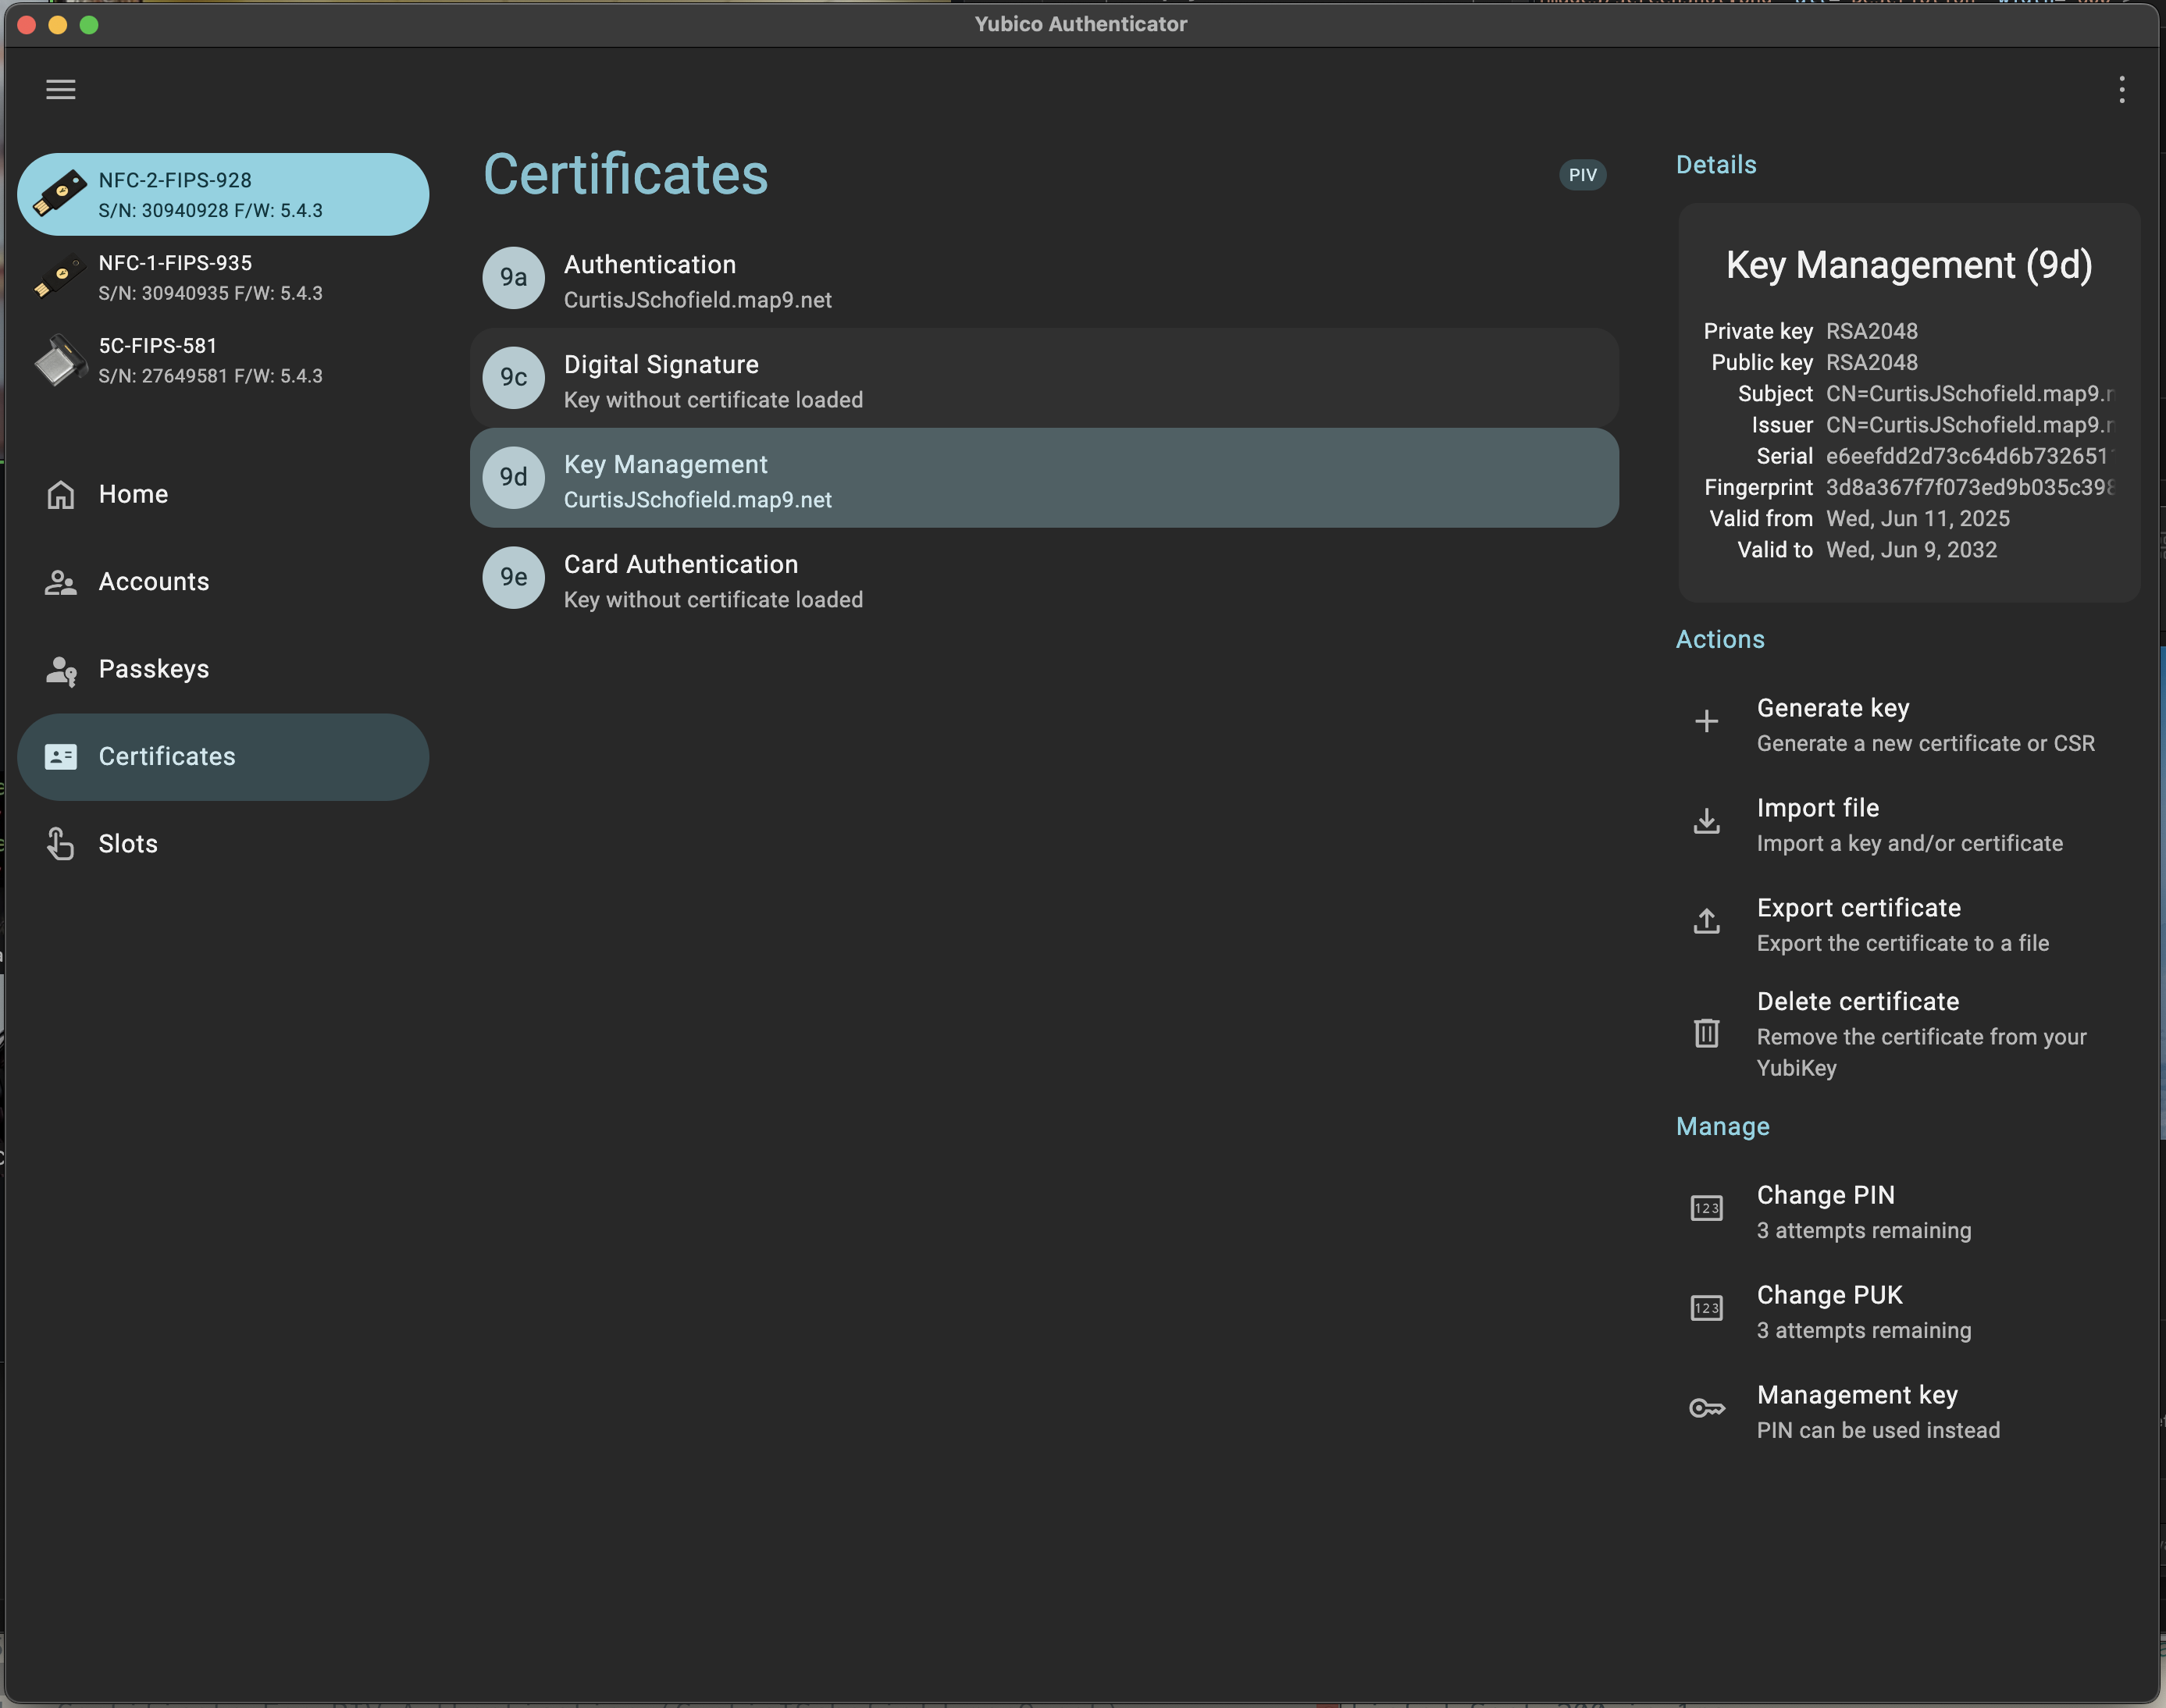 Yubico Authenticator
NFC-2-FIPS-928
S/N: 30940928 F/W: 5.4.3
NFC-1-FIPS-935
S/N: 30940935 F/W: 5.4.3
5C-FIPS-581
S/N: 27649581 F/W: 5.4.3
Home
Accounts
Passkeys
Certificates
Slots
Certificates
PIV
9a
Authentication
CurtisJSchofield.map9.net
9c
Digital Signature
Key without certificate loaded
9d
Key Management
CurtisJSchofield.map9.net
9e
Card Authentication
Key without certificate loaded
Details
Key Management (9d)
Private key RSA2048
Public key RSA2048
Subject CN=CurtisJSchofield.map9.n
Issuer CN=CurtisJSchofield.map9.n
Serial e6eefdd2d73c64d6b7326511
Fingerprint 3d8a367f7f073ed9b035c398
Valid from Wed, Jun 11, 2025
Valid to Wed, Jun 9, 2032
Actions
Generate key
Generate a new certificate or CSR
Import file
Import a key and/or certificate
Export certificate
Export the certificate to a file
Delete certificate
Remove the certificate from your
YubiKey
Manage
123
Change PIN
3 attempts remaining
123
Change PUK
3 attempts remaining
Management key
PIN can be used instead